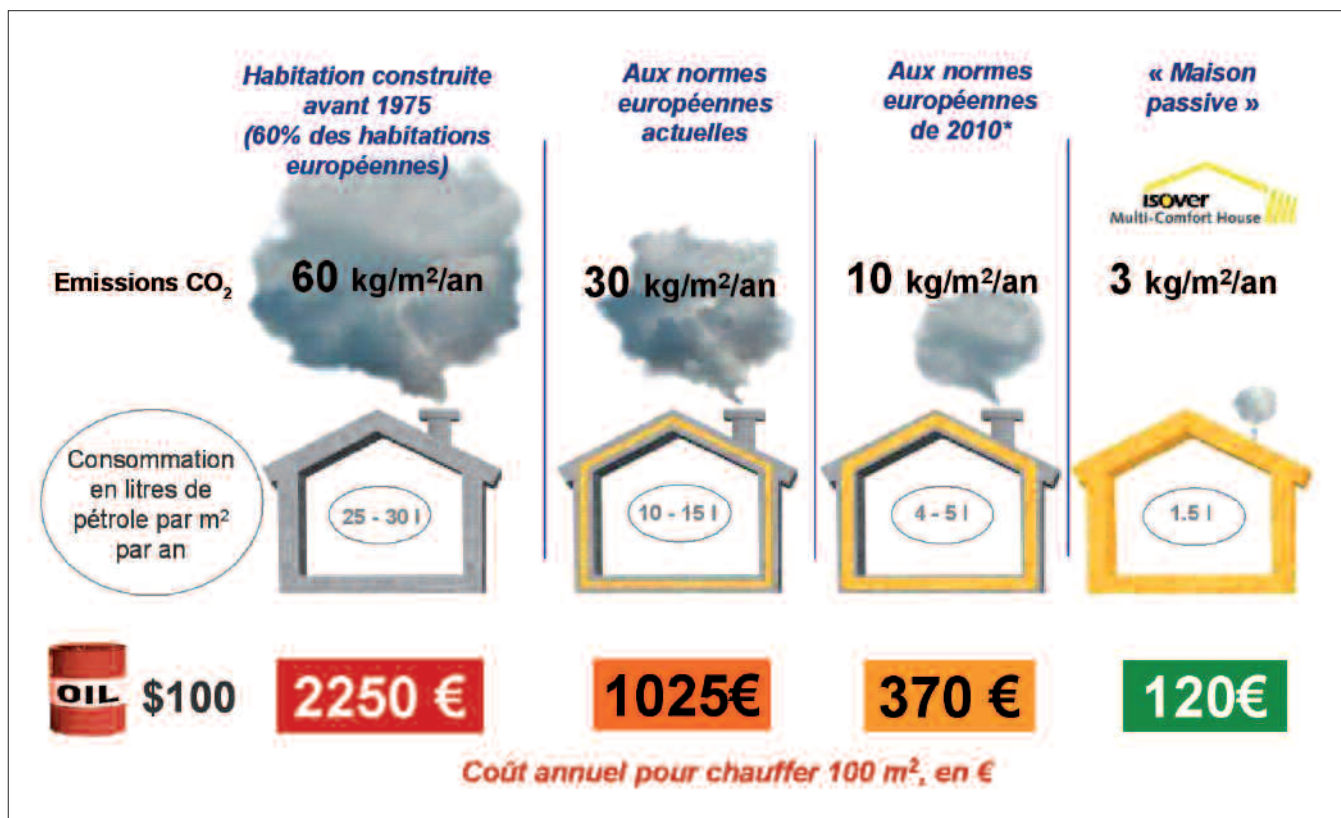 Habitation construite
avant 1975
(60% des habitations
européennes)
Aux normes
européennes
actuelles
Aux normes
européennes
de 2010*
« Maison
passive »
isover
Multi-Comfort House
Emissions CO₂
60 kg/m²/an
30 kg/m²/an
10 kg/m²/an
3 kg/m²/an
Consommation
en litres de
pétrole par m²
par an
25 - 30 l
10 - 15 l
4 - 5 l
1.5 l
OIL
$100
2250 €
1025€
370 €
120€
Coût annuel pour chauffer 100 m², en €